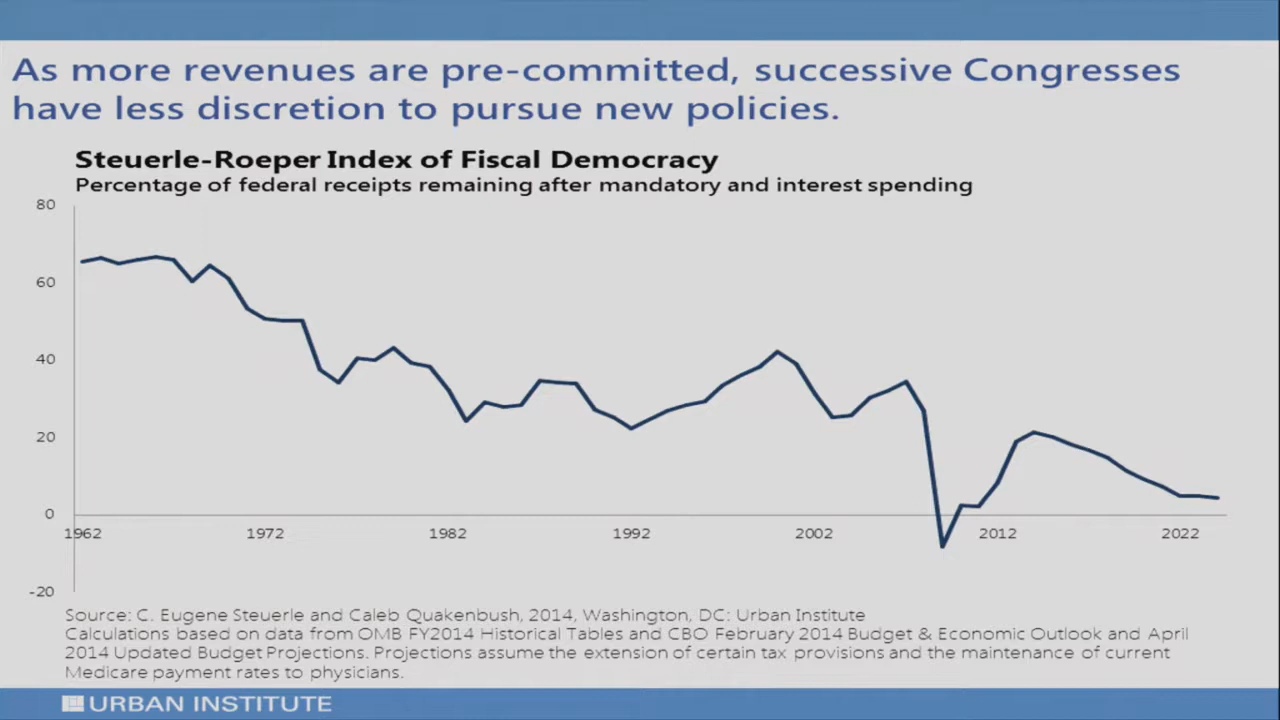 As more revenues are pre-committed, successive Congresses
have less discretion to pursue new policies.
Steuerle-Roeper Index of Fiscal Democracy
Percentage of federal receipts remaining after mandatory and interest spending
80
60
40
20
0
1962 1972 1982 1992 2002 2012 2022
-20
Source: C. Eugene Steuerle and Caleb Quakenbush, 2014, Washington, DC: Urban Institute
Calculations based on data from OMB FY2014 Historical Tables and CBO February 2014 Budget & Economic Outlook and April
2014 Updated Budget Projections. Projections assume the extension of certain tax provisions and the maintenance of current
Medicare payment rates to physicians.
URBAN INSTITUTE